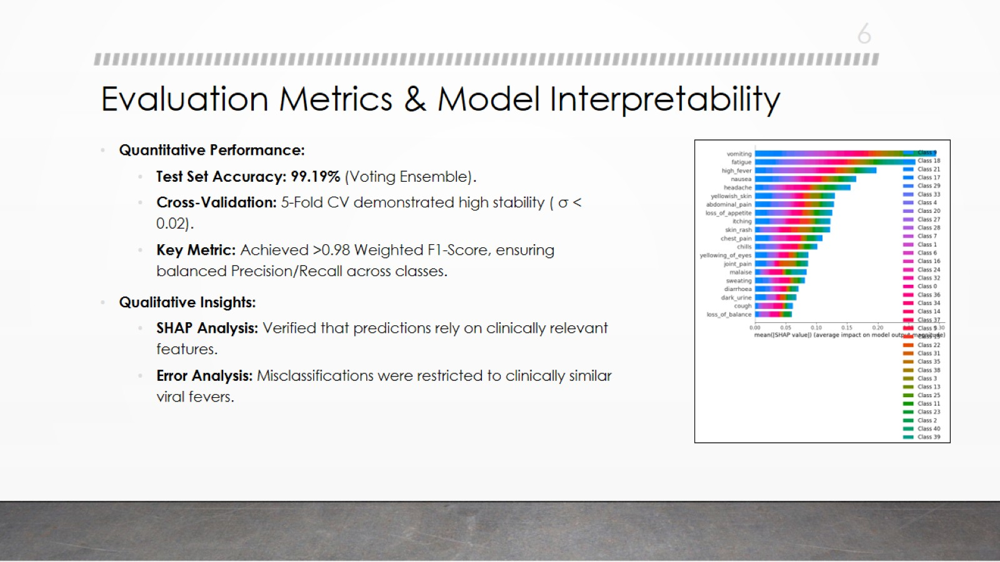 6
Evaluation Metrics & Model Interpretability
Quantitative Performance:
Test Set Accuracy: 99.19% (Voting Ensemble).
Cross-Validation: 5-Fold CV demonstrated high stability ( σ <
0.02).
Key Metric: Achieved >0.98 Weighted F1-Score, ensuring
balanced Precision/Recall across classes.
Qualitative Insights:
SHAP Analysis: Verified that predictions rely on clinically relevant
features.
Error Analysis: Misclassifications were restricted to clinically similar
viral fevers.
vomiting
fatigue
high_fever
nausea
headache
yellowish_skin
abdominal_pain
loss_of_appetite
itching
skin_rash
chest_pain
chills
yellowing_of_eyes
joint_pain
malaise
sweating
diarrhoea
dark_urine
cough
loss_of_balance
0.00 0.05 0.10 0.15 0.20 0.30
mean(|SHAP value|) (average impact on model output magnitude)
Class 9
Class 18
Class 21
Class 17
Class 29
Class 33
Class 4
Class 20
Class 27
Class 28
Class 7
Class 1
Class 6
Class 16
Class 24
Class 32
Class 0
Class 36
Class 34
Class 14
Class 37
Class 22
Class 31
Class 35
Class 38
Class 3
Class 13
Class 25
Class 11
Class 23
Class 2
Class 40
Class 39